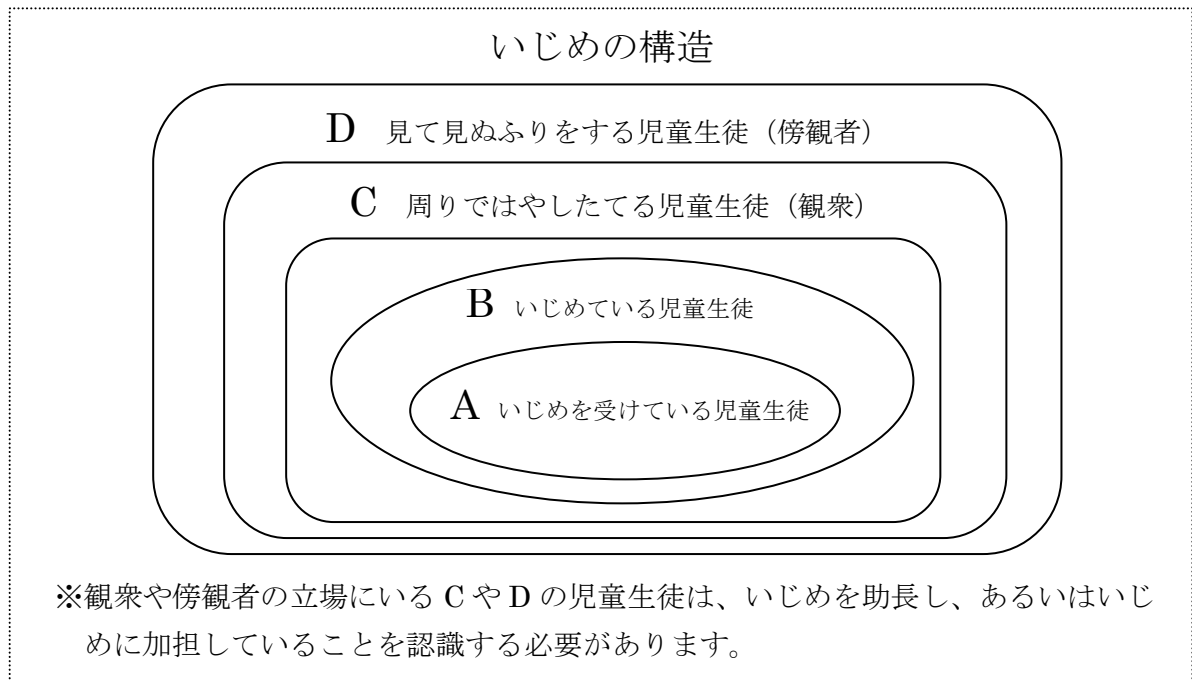 いじめの構造
D 見て見ぬふりをする児童生徒（傍観者）
C 周りではやしたてる児童生徒（観衆）
B いじめている児童生徒
A いじめを受けている児童生徒
※観衆や傍観者の立場にいる C や D の児童生徒は、いじめを助長し、あるいはいじ
めに加担していることを認識する必要があります。